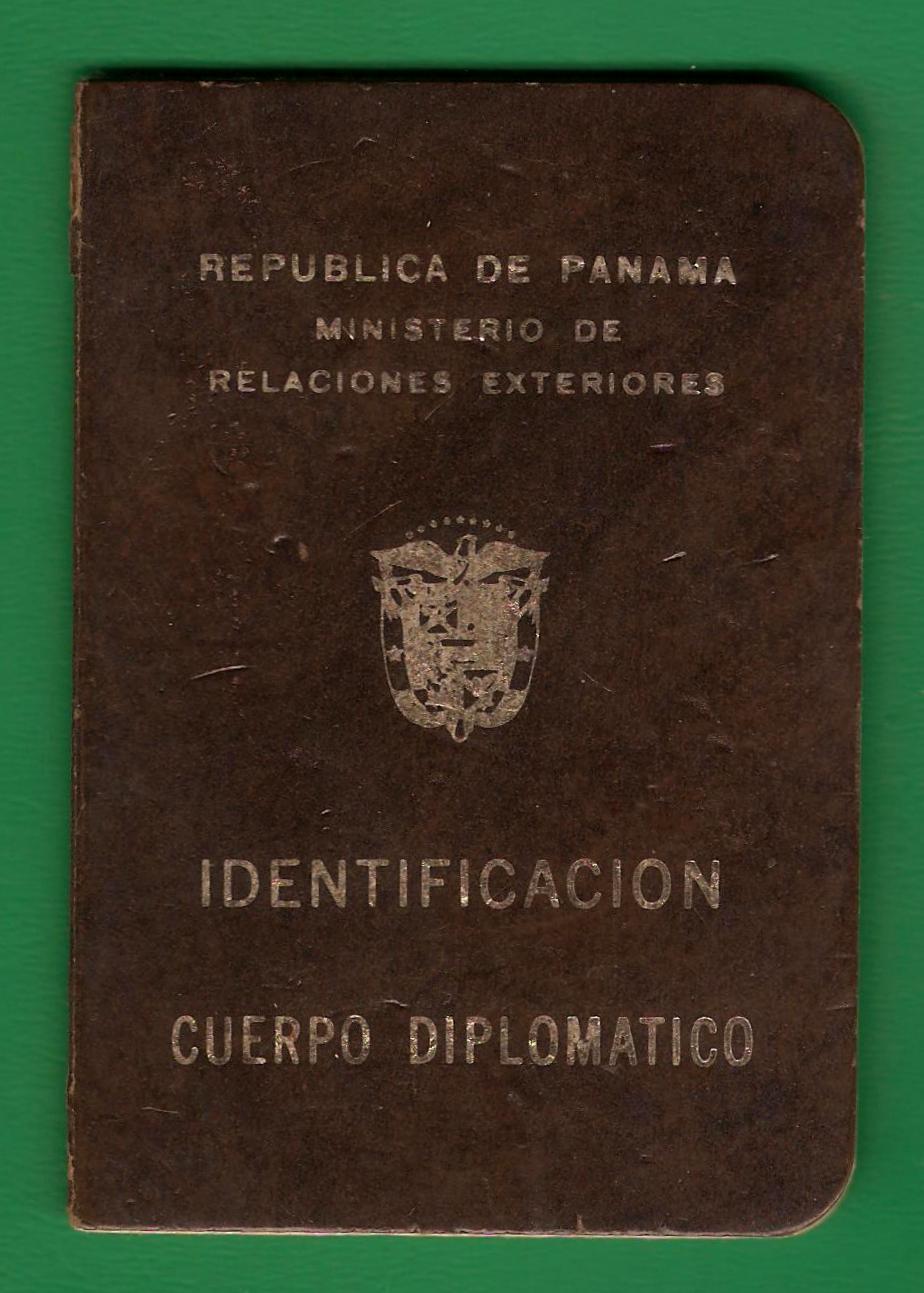 REPUBLICA DE PANAMA
MINISTERIO DE
RELACIONES EXTERIORES
IDENTIFICACION
CUERPO DIPLOMATICO